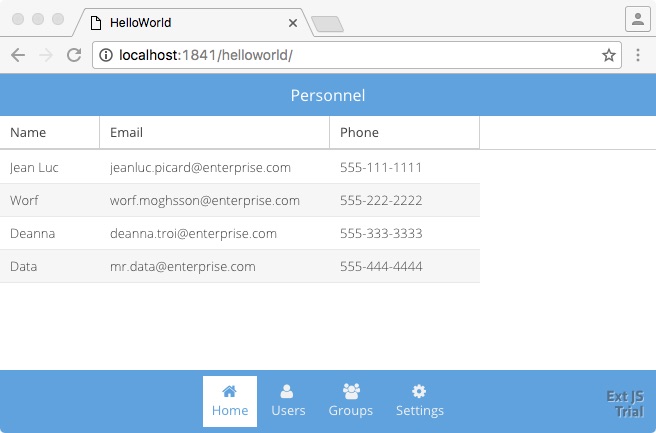 HelloWorld
localhost:1841/helloworld/
Personnel
Name Email Phone
Jean Luc jeanluc.picard@enterprise.com 555-111-1111
Worf worf.moghsson@enterprise.com 555-222-2222
Deanna deanna.troi@enterprise.com 555-333-3333
Data mr.data@enterprise.com 555-444-4444
Home Users Groups Settings
Ext JS
Trial